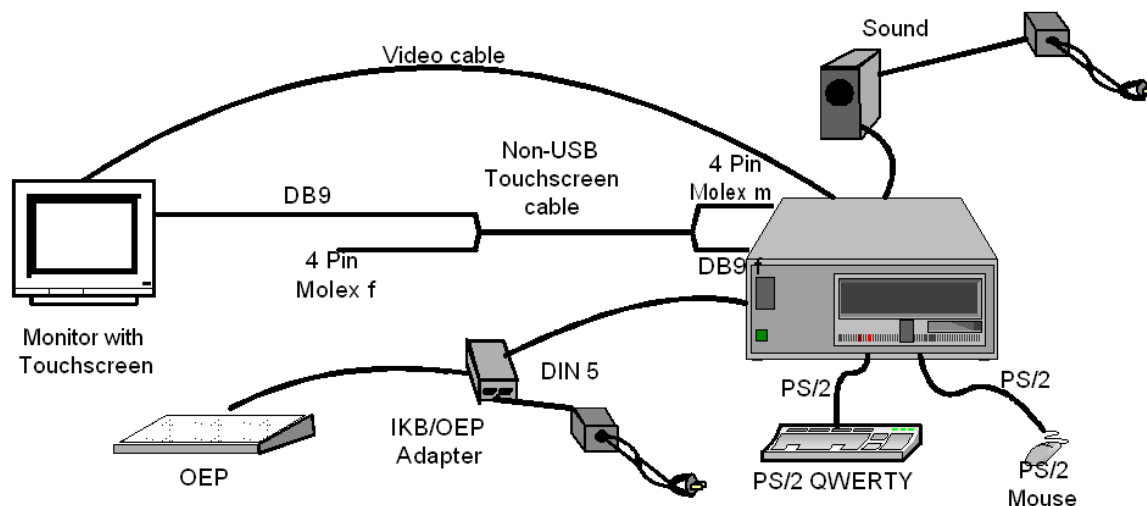 Sound
Video cable
Non-USB
Touchscreen
cable
4 Pin
Molex m
DB9
4 Pin
Molex f
DB9 f
Monitor with
Touchscreen
DIN 5
IKB/OEP
Adapter
OEP
PS/2
PS/2
PS/2 QWERTY
PS/2
Mouse